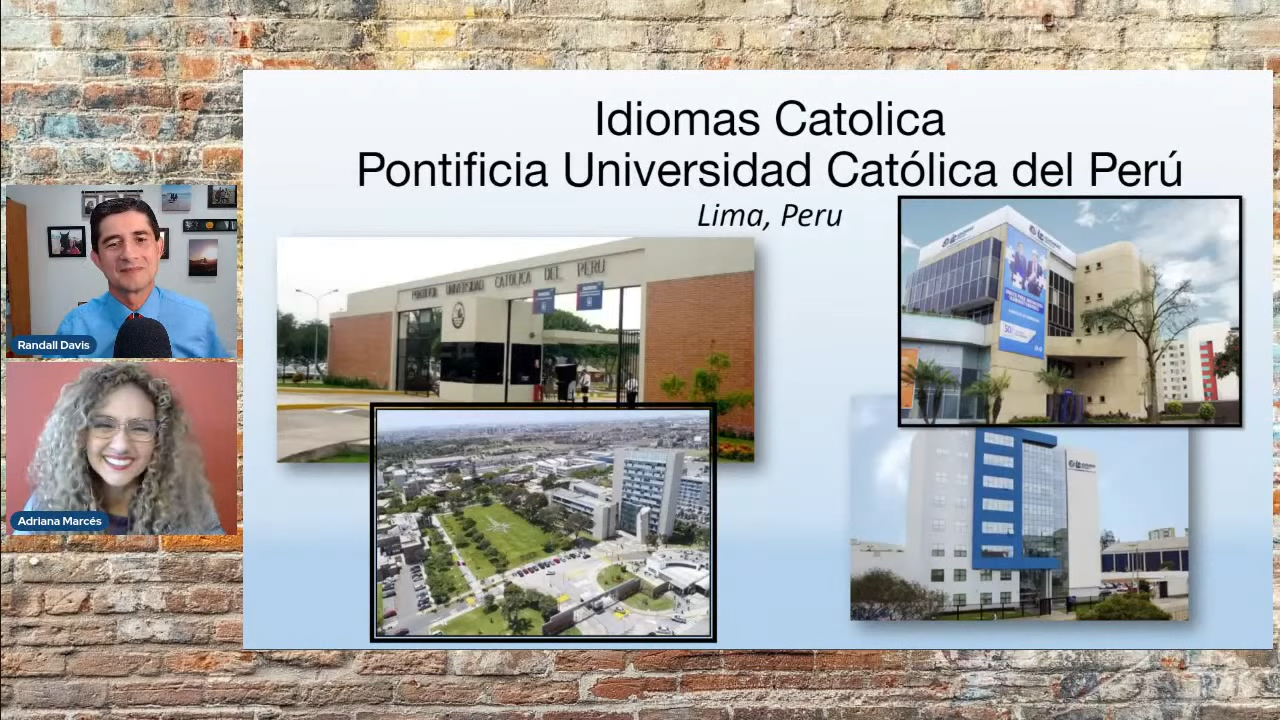 Idiomas Catolica
Pontificia Universidad Católica del Perú
Lima, Peru
PONTIFICIA UNIVERSIDAD CATOLICA DEL PERU
Randall Davis
Adriana Marcés